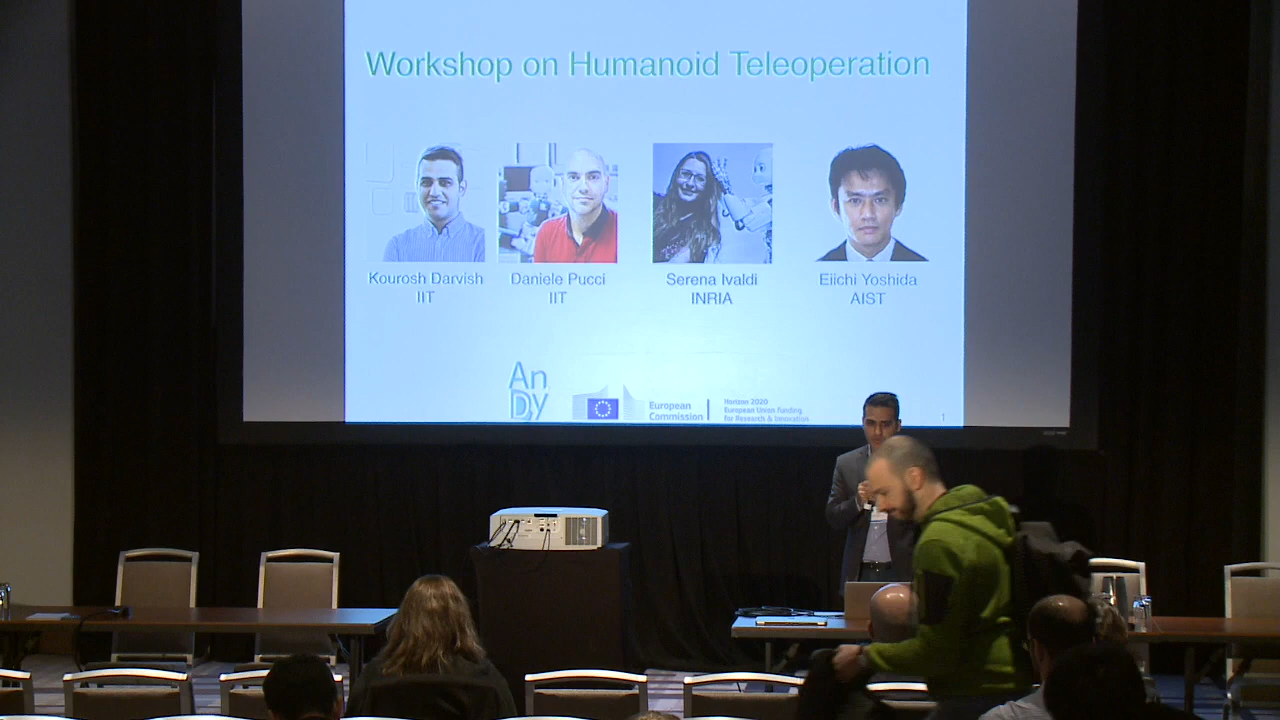 Workshop on Humanoid Teleoperation
Kourosh Darvish
IIT
Daniele Pucci
IIT
Serena Ivaldi
INRIA
Eiichi Yoshida
AIST
An
Dy
European
Commission
Horizon 2020
European Union Funding
for Research & Innovation
1